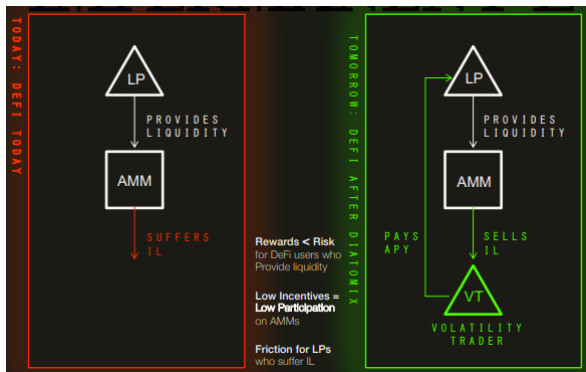 TODAY: DEFI TODAY
LP
PROVIDES
LIQUIDITY
AMM
SUFFERS
IL
Rewards < Risk
for DeFi users who
Provide liquidity
Low Incentives =
Low Participation
on AMMs
Friction for LPs
who suffer IL
TOMORROW: DEFI AFTER DIATOMIX
LP
PROVIDES
LIQUIDITY
AMM
PAYS
APY
SELLS
IL
VT
VOLATILITY
TRADER